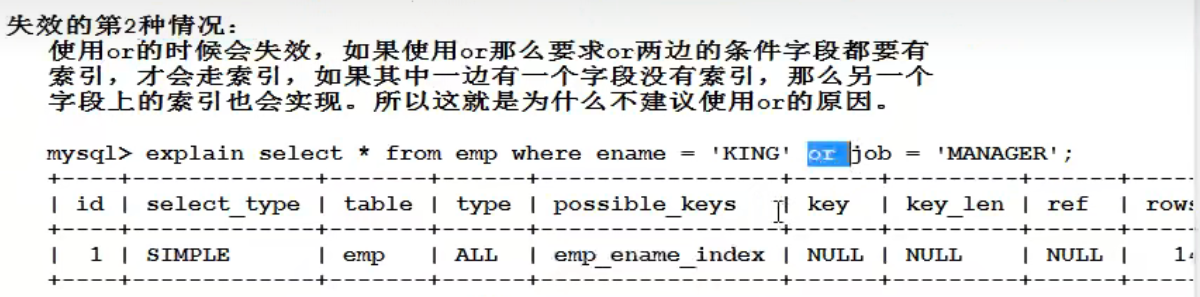 失效的第2种情况：
使用or的时候会失效，如果使用or那么要求or两边的条件字段都要有
索引，才会走索引，如果其中一边有一个字段没有索引，那么另一个
字段上的索引也会实现。所以这就是为什么不建议使用or的原因。
mysql> explain select * from emp where ename = 'KING' or job = 'MANAGER';
+----+-------------+-------+------+-----------------+------+---------+------+-----
| id | select_type | table | type | possible_keys | key | key_len | ref | rows
+----+-------------+-------+------+-----------------+------+---------+------+-----
| 1 | SIMPLE | emp | ALL | emp_ename_index | NULL | NULL | NULL | 14
+----+-------------+-------+------+-----------------+------+---------+------+-----